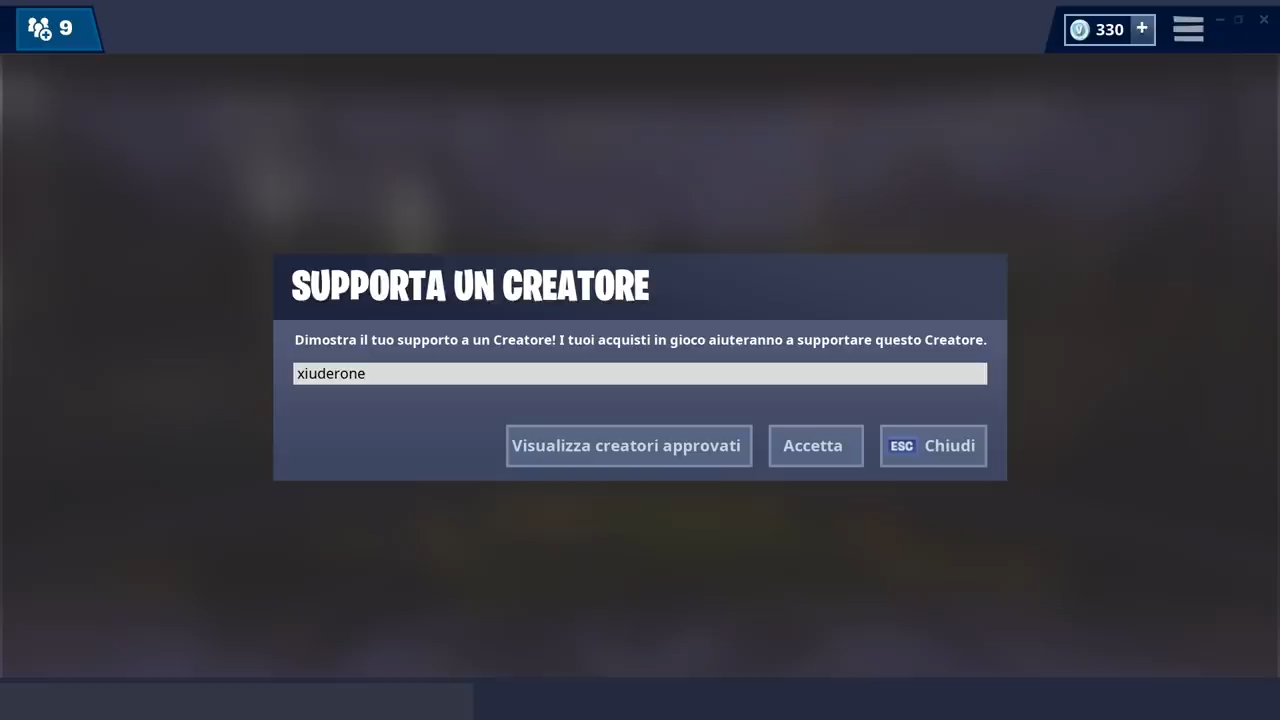 9
330 +
SUPPORTA UN CREATORE
Dimostra il tuo supporto a un Creatore! I tuoi acquisti in gioco aiuteranno a supportare questo Creatore.
xiuderone
Visualizza creatori approvati Accetta ESC Chiudi